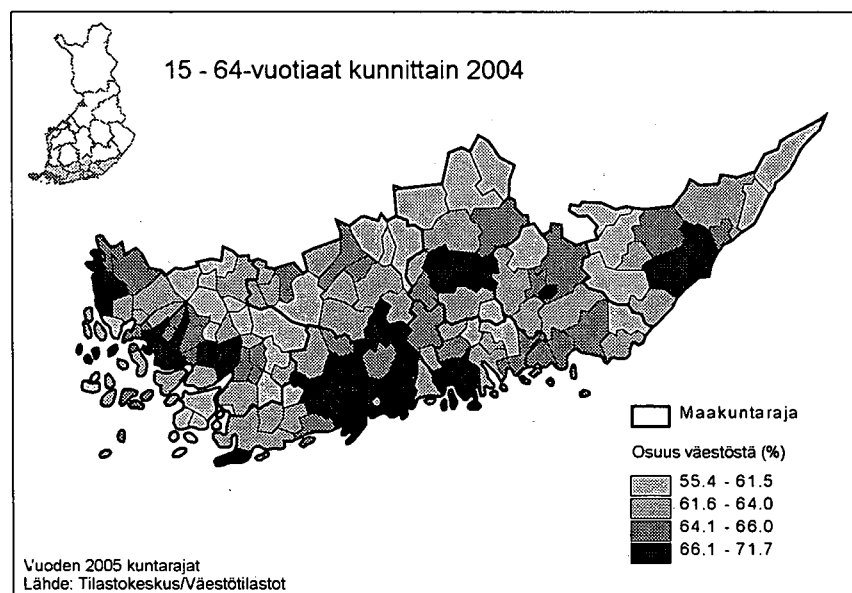 15 - 64-vuotiaat kunnittain 2004
Maakuntaraja
Osuus väestöstä (%)
55.4 - 61.5
61.6 - 64.0
64.1 - 66.0
66.1 - 71.7
Vuoden 2005 kuntarajat
Lähde: Tilastokeskus/Väestötilastot